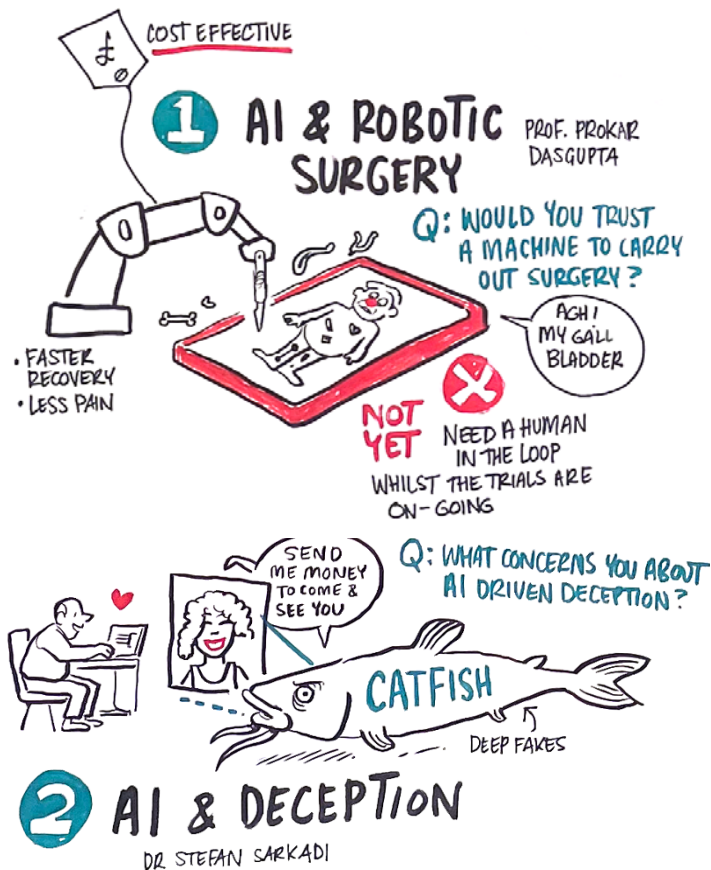 £
COST EFFECTIVE
1 AI & ROBOTIC
SURGERY
PROF. PROKAR
DASGUPTA
Q: WOULD YOU TRUST
A MACHINE TO CARRY
OUT SURGERY?
AGH!
MY GALL
BLADDER
• FASTER
RECOVERY
• LESS PAIN
NOT
YET
X
NEED A HUMAN
IN THE LOOP
WHILST THE TRIALS ARE
ON-GOING
SEND
ME MONEY
TO COME &
SEE YOU
Q: WHAT CONCERNS YOU ABOUT
AI DRIVEN DECEPTION?
CATFISH
DEEP FAKES
2 AI & DECEPTION
DR STEFAN SARKADI